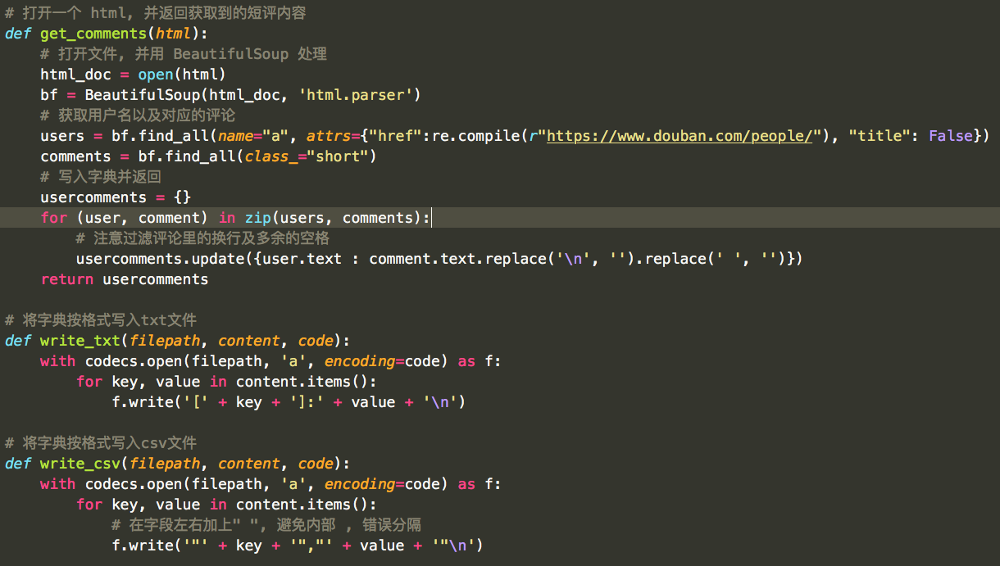 # 打开一个 html, 并返回获取到的短评内容
def get_comments(html):
    # 打开文件, 并用 BeautifulSoup 处理
    html_doc = open(html)
    bf = BeautifulSoup(html_doc, 'html.parser')
    # 获取用户名以及对应的评论
    users = bf.find_all(name="a", attrs={"href":re.compile(r"https://www.douban.com/people/"), "title": False})
    comments = bf.find_all(class_="short")
    # 写入字典并返回
    usercomments = {}
    for (user, comment) in zip(users, comments):
        # 注意过滤评论里的换行及多余的空格
        usercomments.update({user.text : comment.text.replace('\n', '').replace(' ', '')})
    return usercomments

# 将字典按格式写入txt文件
def write_txt(filepath, content, code):
    with codecs.open(filepath, 'a', encoding=code) as f:
        for key, value in content.items():
            f.write('[' + key + ']:' + value + '\n')

# 将字典按格式写入csv文件
def write_csv(filepath, content, code):
    with codecs.open(filepath, 'a', encoding=code) as f:
        for key, value in content.items():
            # 在字段左右加上" ", 避免内部 , 错误分隔
            f.write('"' + key + '","' + value + '"\n')